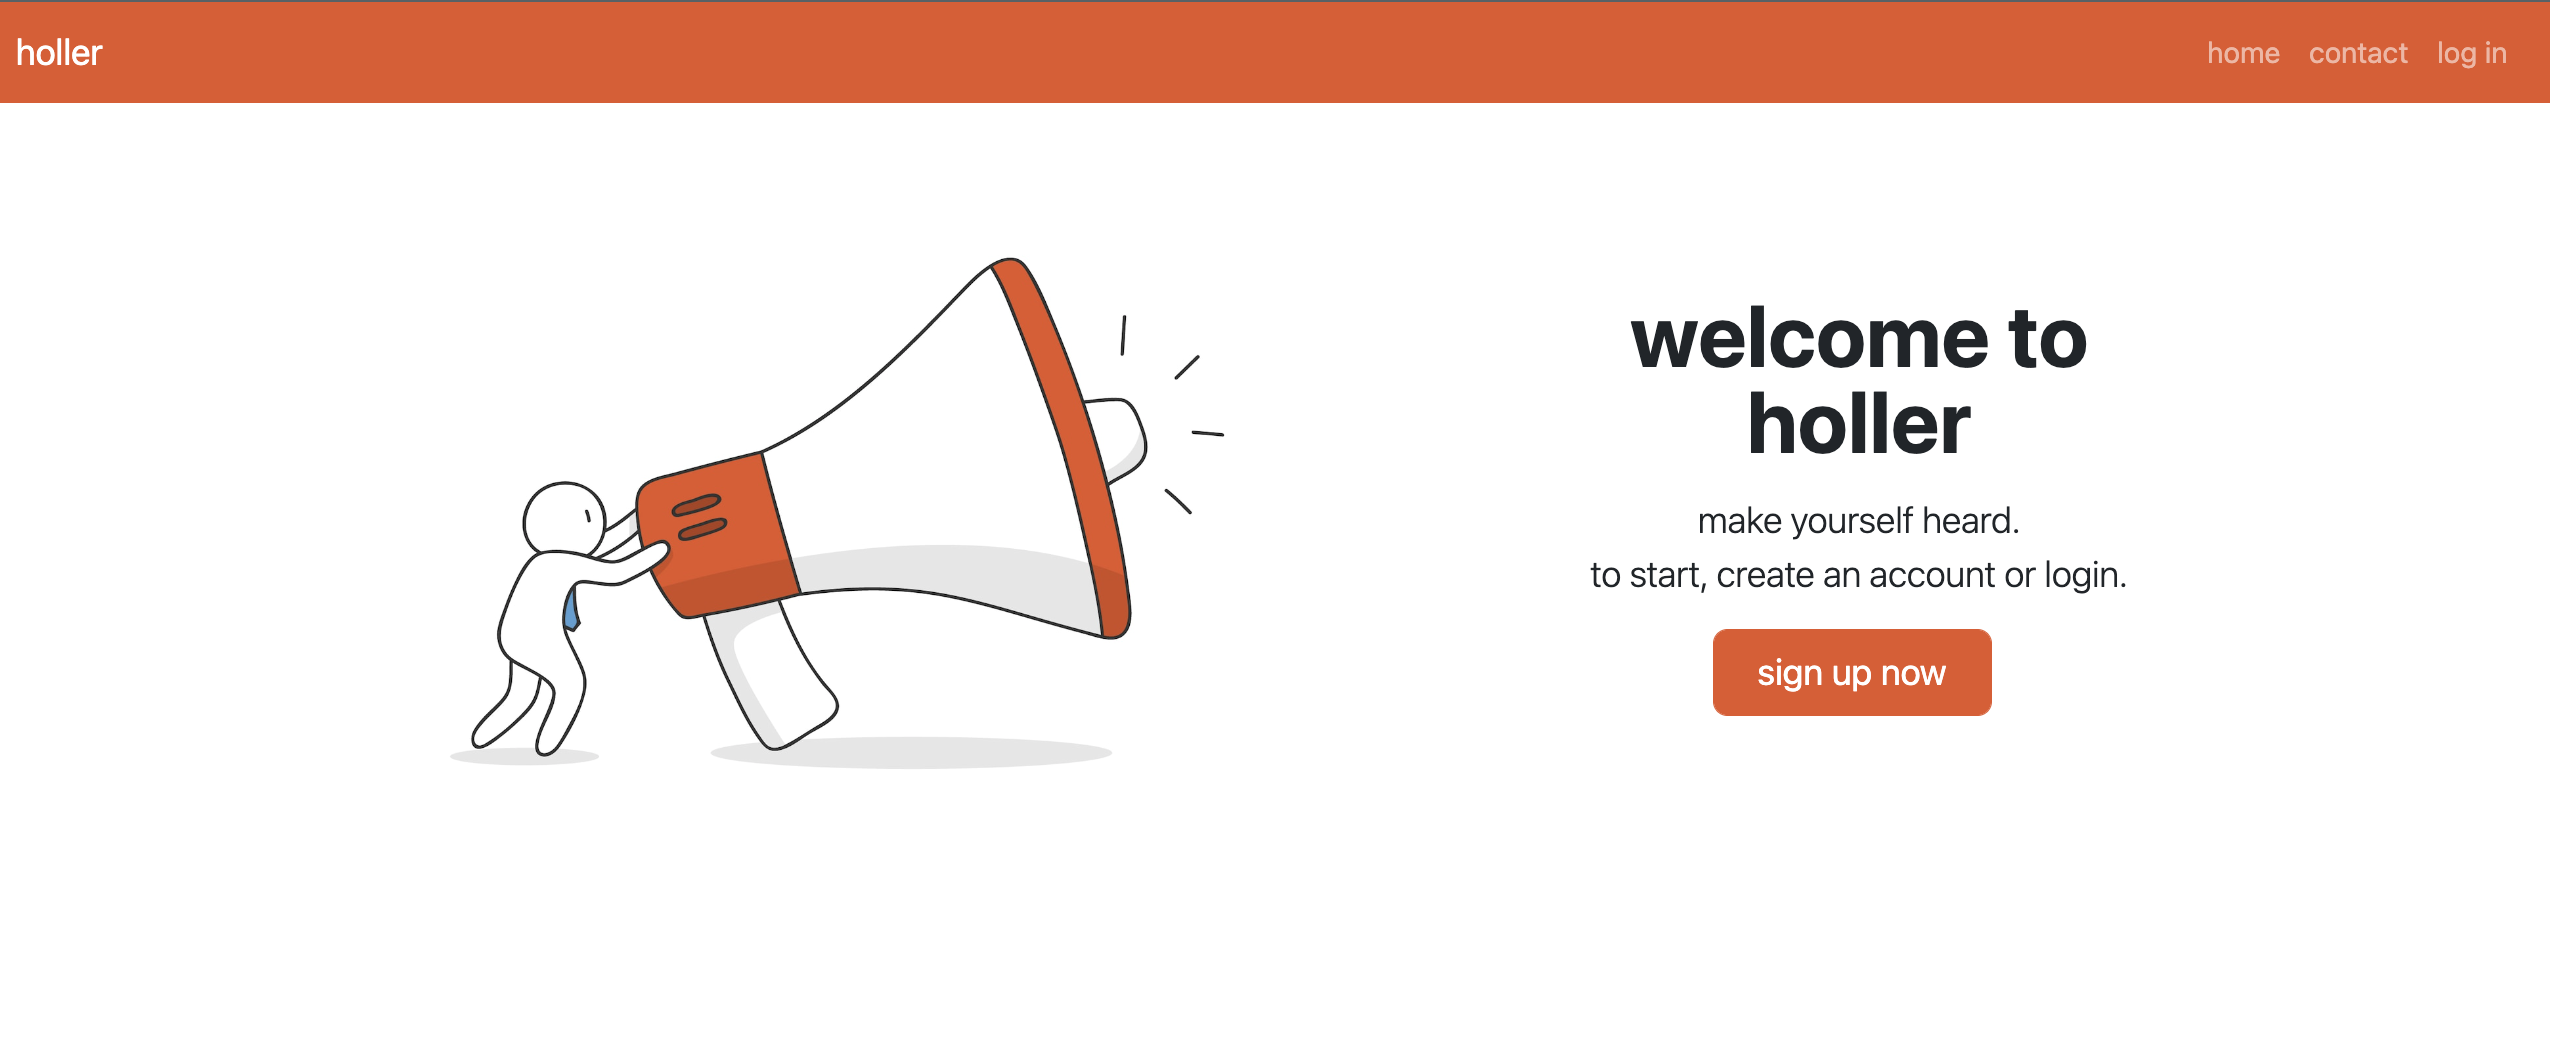 holler
home contact log in
welcome to
holler
make yourself heard.
to start, create an account or login.
sign up now